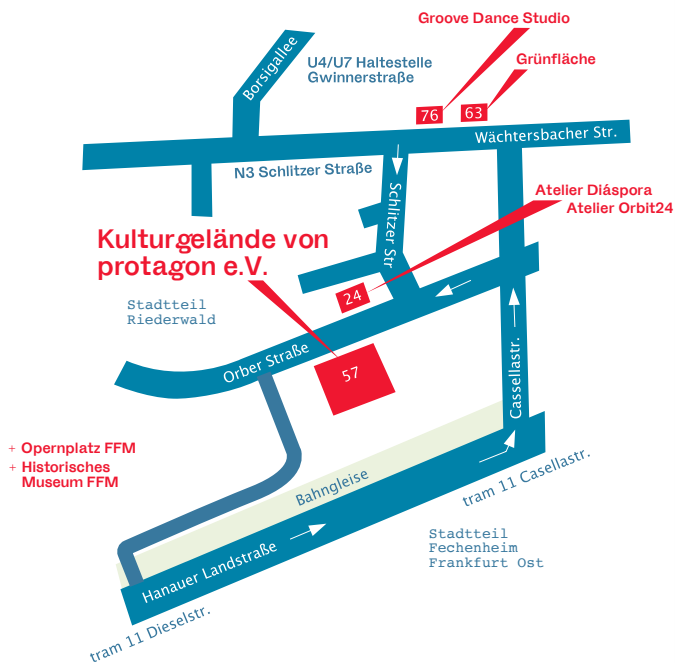 Groove Dance Studio
Grünfläche
Borsigallee
U4/U7 Haltestelle
Gwinnerstraße
76
63
Wächtersbacher Str.
N3 Schlitzer Straße
Schlitzer Str
Atelier Diáspora
Atelier Orbit24
Kulturgelände von
protagon e.V.
24
Stadtteil
Riederwald
Orber Straße
57
Cassellastr.
+ Opernplatz FFM
+ Historisches
Museum FFM
Bahngleise
tram 11 Casellastr.
Hanauer Landstraße
Stadtteil
Fechenheim
Frankfurt Ost
tram 11 Dieselstr.